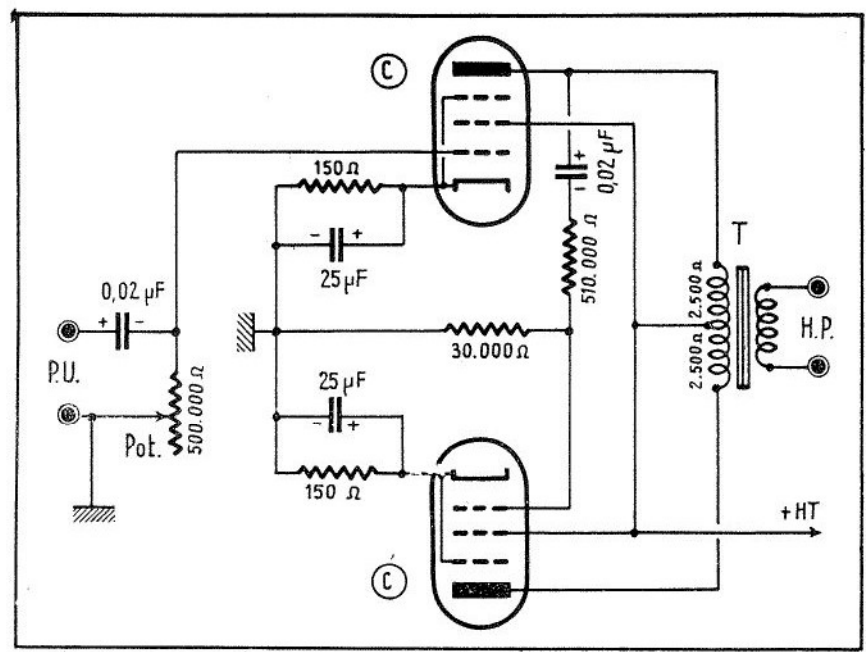 C
150 Ω
+
-
0,02 µF
- +
25 µF
510.000 Ω
T
0,02 µF
+ -
2.500 Ω
2.500 Ω
H.P.
30.000 Ω
P.U.
25 µF
- +
500.000 Ω
Pot.
150 Ω
+HT
C'